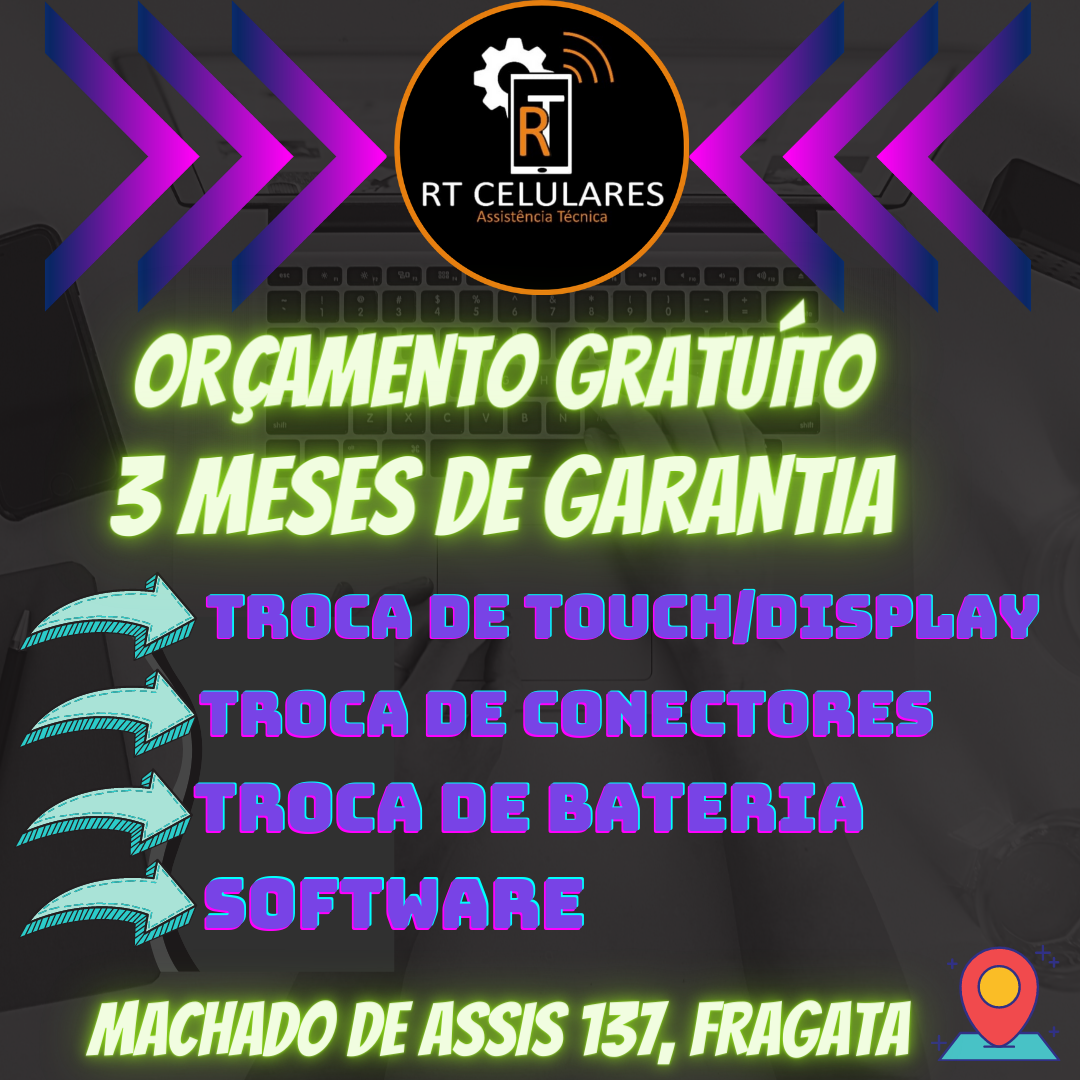 RT
RT CELULARES
Assistência Técnica
ORÇAMENTO GRATUÍTO
3 MESES DE GARANTIA
TROCA DE TOUCH/DISPLAY
TROCA DE CONECTORES
TROCA DE BATERIA
SOFTWARE
MACHADO DE ASSIS 137, FRAGATA